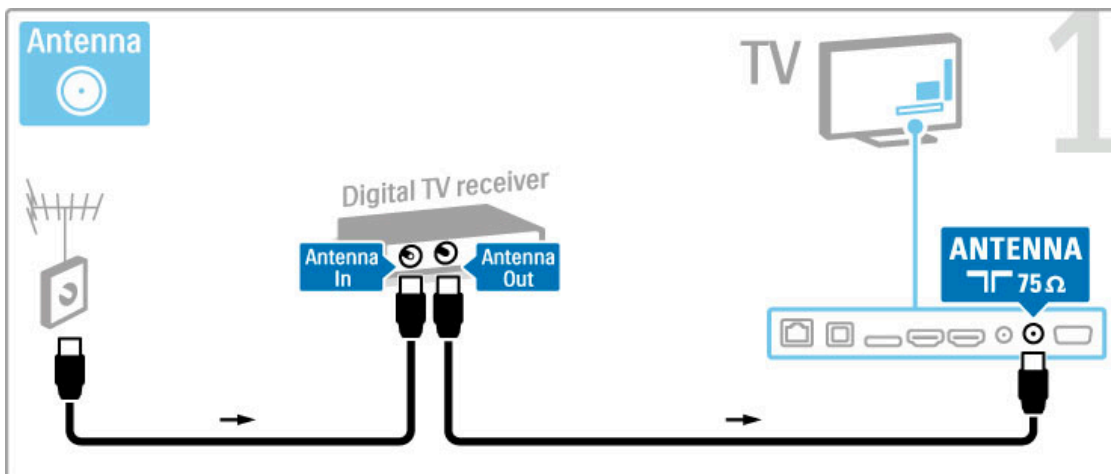 Antenna
TV
1
Digital TV receiver
Antenna
In
Antenna
Out
ANTENNA
75 Ω